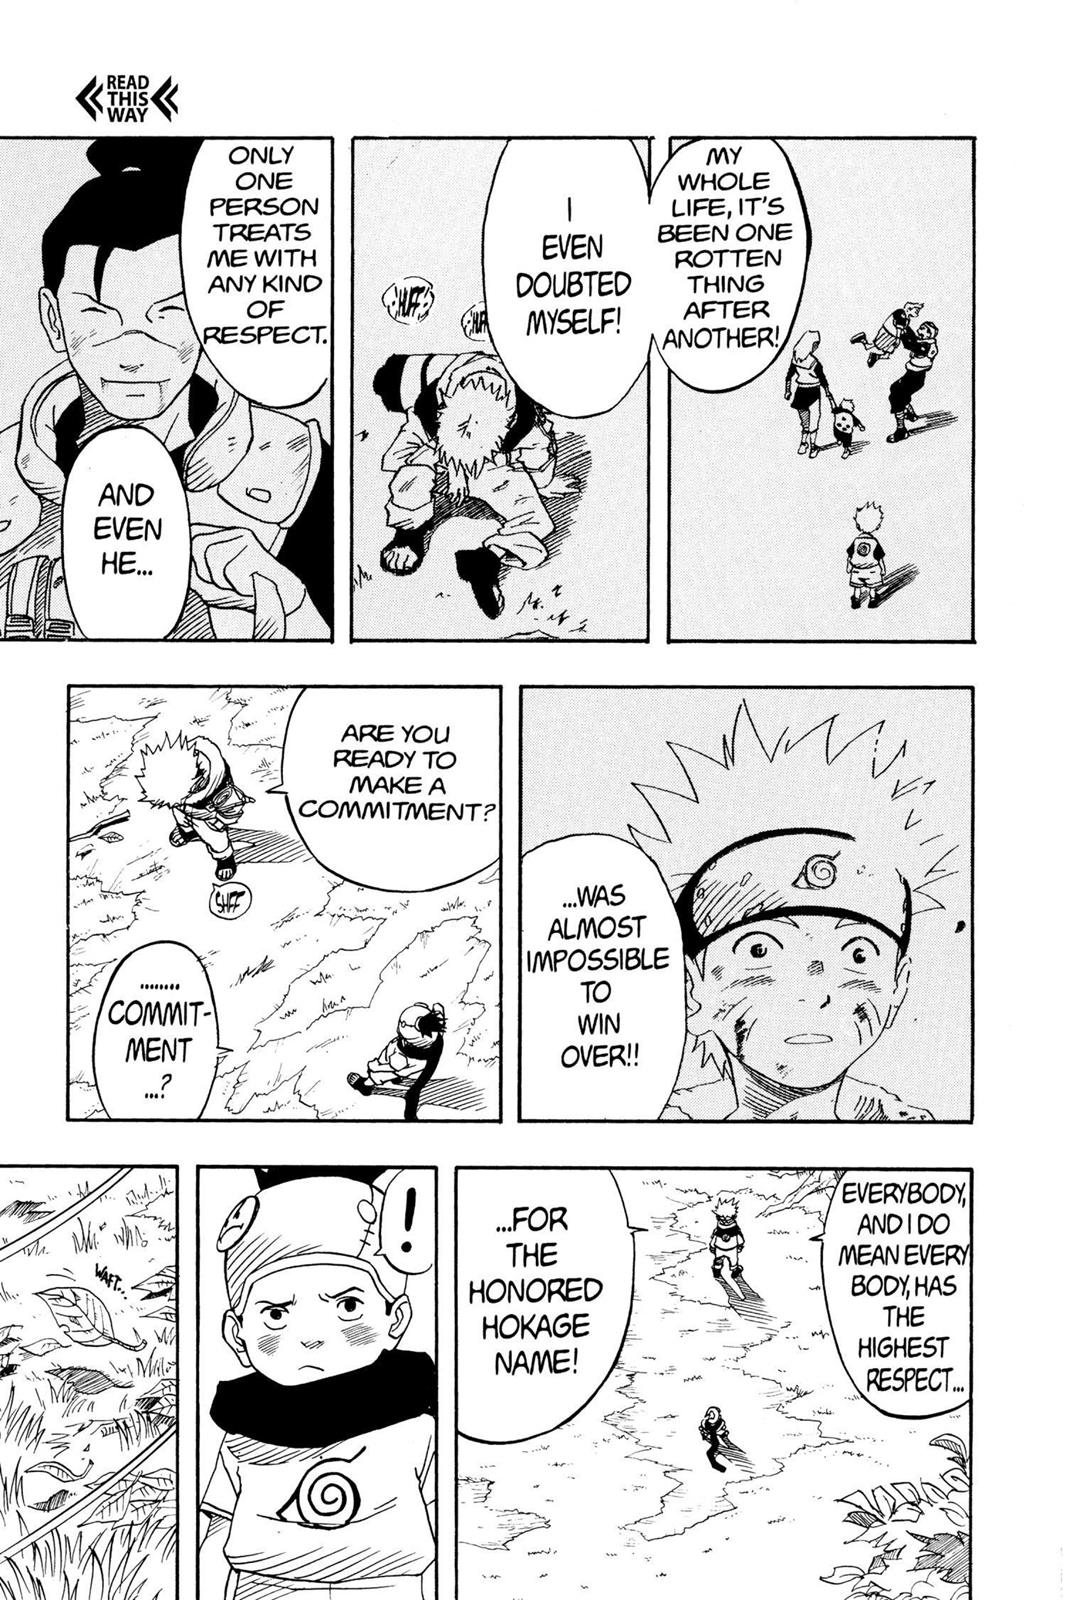 READ
THIS
WAY
MY
WHOLE
LIFE, IT'S
BEEN ONE
ROTTEN
THING
AFTER
ANOTHER!
I
EVEN
DOUBTED
MYSELF!
HUFF
HUFF
ONLY
ONE
PERSON
TREATS
ME WITH
ANY KIND
OF
RESPECT.
AND
EVEN
HE...
...WAS
ALMOST
IMPOSSIBLE
TO
WIN
OVER!!
ARE YOU
READY TO
MAKE A
COMMITMENT?
SHFF
........
COMMIT-
MENT
...?
EVERYBODY,
AND I DO
MEAN EVERY
BODY, HAS
THE
HIGHEST
RESPECT...
...FOR
THE
HONORED
HOKAGE
NAME!
!
WAFT...